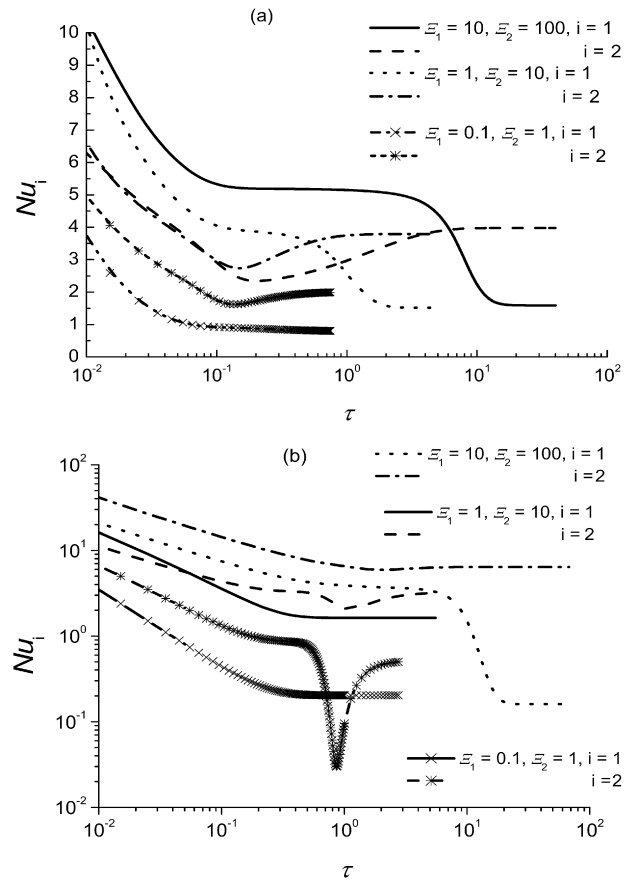 (a)
Ξ₁ = 10, Ξ₂ = 100, i = 1
i = 2
Ξ₁ = 1, Ξ₂ = 10, i = 1
i = 2
Ξ₁ = 0.1, Ξ₂ = 1, i = 1
i = 2
Nuᵢ
10
9
8
7
6
5
4
3
2
1
0
10⁻² 10⁻¹ 10⁰ 10¹ 10²
τ
(b)
Ξ₁ = 10, Ξ₂ = 100, i = 1
i = 2
Ξ₁ = 1, Ξ₂ = 10, i = 1
i = 2
Nuᵢ
10²
10¹
10⁰
10⁻¹
10⁻²
Ξ₁ = 0.1, Ξ₂ = 1, i = 1
i = 2
10⁻² 10⁻¹ 10⁰ 10¹ 10²
τ